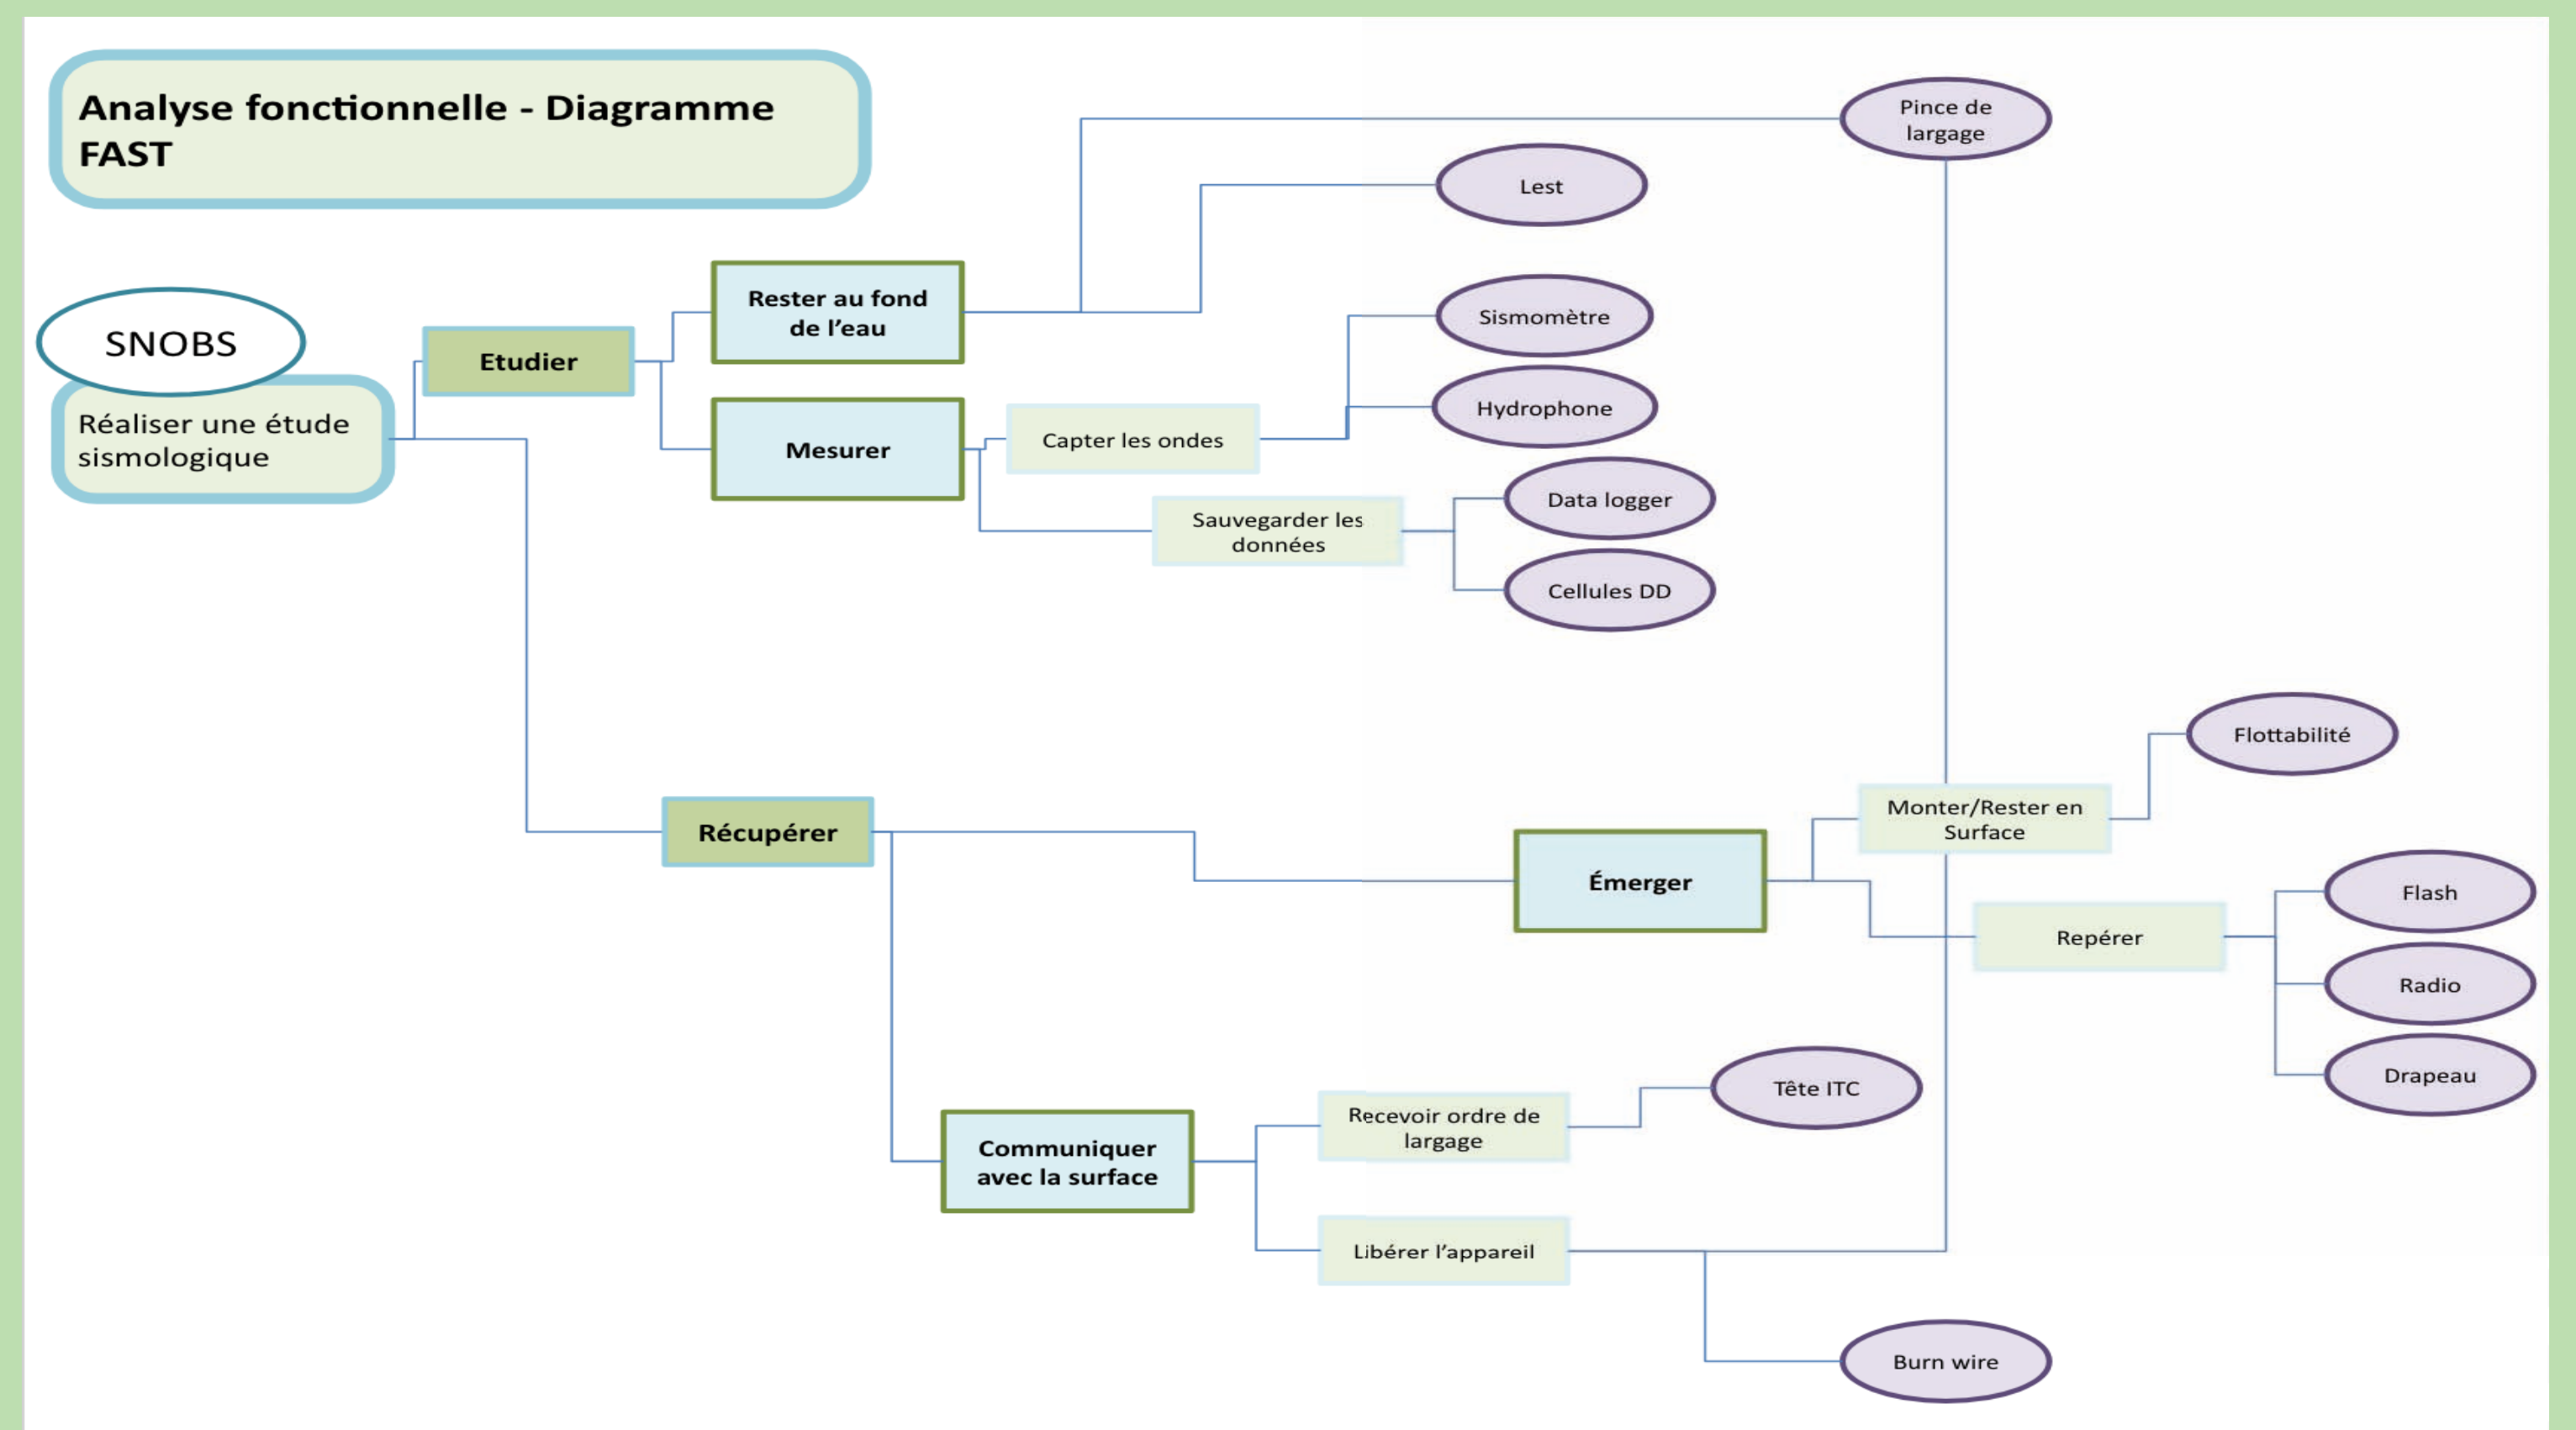 Analyse fonctionnelle - Diagramme
FAST
Pince de
largage
Lest
SNOBS
Réaliser une étude
sismologique
Etudier
Rester au fond
de l’eau
Mesurer
Capter les ondes
Sismomètre
Hydrophone
Sauvegarder les
données
Data logger
Cellules DD
Récupérer
Émerger
Monter/Rester en
Surface
Flottabilité
Repérer
Flash
Radio
Drapeau
Communiquer
avec la surface
Recevoir ordre de
largage
Tête ITC
Libérer l’appareil
Burn wire